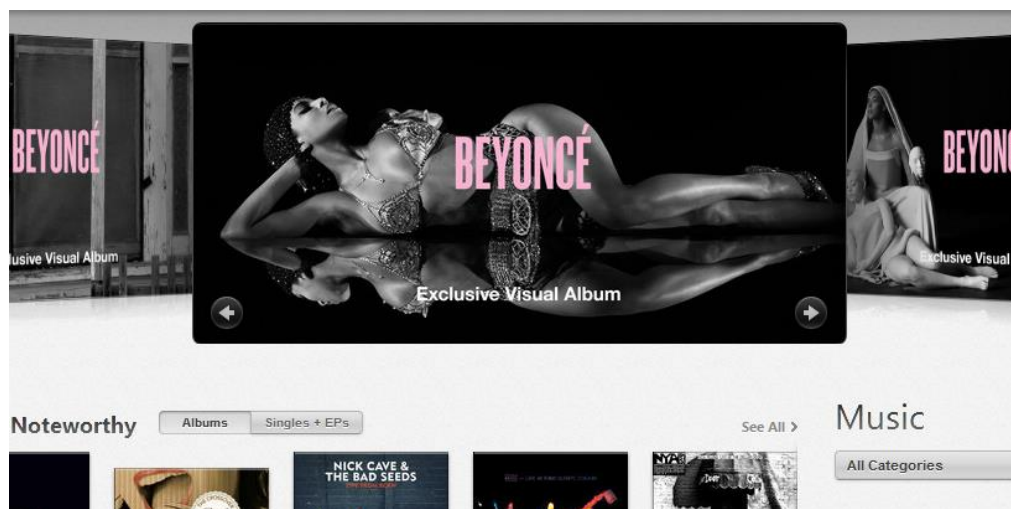 BEYONCÉ
lusive Visual Album
BEYONCÉ
Exclusive Visual Album
BEYON
Exclusive Visual
Noteworthy
Albums
Singles + EPs
See All >
Music
All Categories
NICK CAVE &
THE BAD SEEDS